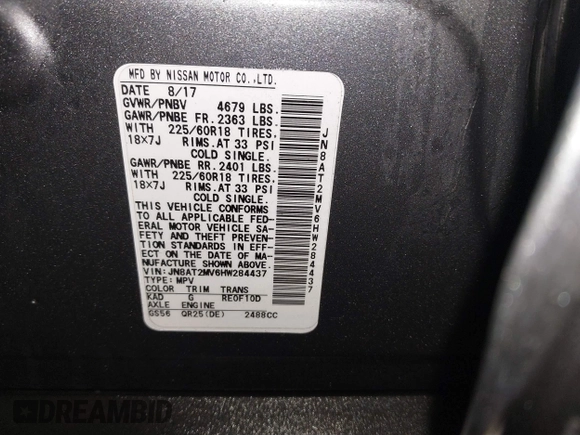 MFD BY NISSAN MOTOR CO.,LTD.
DATE 8/17
GVWR/PNBV 4679 LBS.
GAWR/PNBE FR. 2363 LBS.
WITH 225/60R18 TIRES.
18×7J RIMS. AT 33 PSI
COLD SINGLE.
GAWR/PNBE RR. 2401 LBS.
WITH 225/60R18 TIRES.
18×7J RIMS. AT 33 PSI
COLD SINGLE.
THIS VEHICLE CONFORMS
TO ALL APPLICABLE FED-
ERAL MOTOR VEHICLE SA-
FETY AND THEFT PREVEN-
TION STANDARDS IN EFF-
ECT ON THE DATE OF MA-
NUFACTURE SHOWN ABOVE.
VIN: JN8AT2MV6HW284437
TYPE: MPV
COLOR TRIM TRANS
KAD G RE0F10D
AXLE ENGINE
GS56 QR25(DE) 2488CC
JN8AT2MV6HW284437
DREAMBID